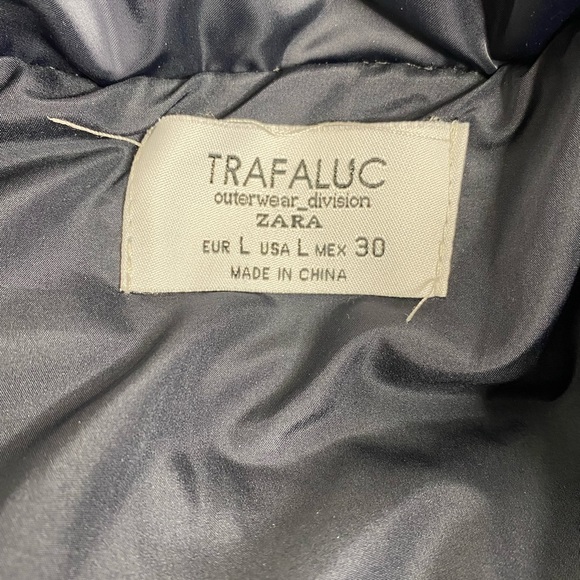 TRAFALUC
outerwear_division
ZARA
EUR L USA L MEX 30
MADE IN CHINA